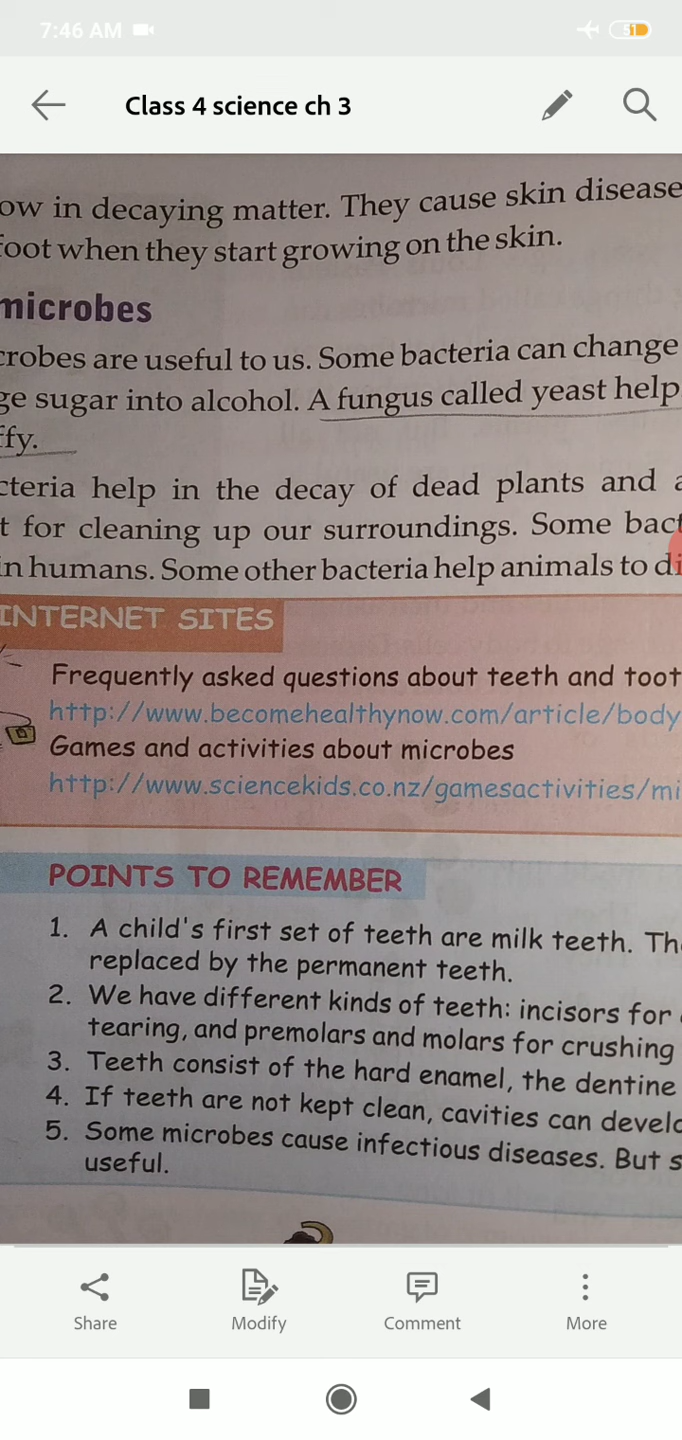 7:46 AM
51
Class 4 science ch 3
ow in decaying matter. They cause skin disease
foot when they start growing on the skin.
microbes
crobes are useful to us. Some bacteria can change
ge sugar into alcohol. A fungus called yeast help
ffy.
cteria help in the decay of dead plants and a
t for cleaning up our surroundings. Some bact
in humans. Some other bacteria help animals to di
INTERNET SITES
Frequently asked questions about teeth and toot
http://www.becomehealthynow.com/article/body
Games and activities about microbes
http://www.sciencekids.co.nz/gamesactivities/mi
POINTS TO REMEMBER
1. A child's first set of teeth are milk teeth. The
replaced by the permanent teeth.
2. We have different kinds of teeth: incisors for
tearing, and premolars and molars for crushing
3. Teeth consist of the hard enamel, the dentine
4. If teeth are not kept clean, cavities can develo
5. Some microbes cause infectious diseases. But s
useful.
Share
Modify
Comment
More